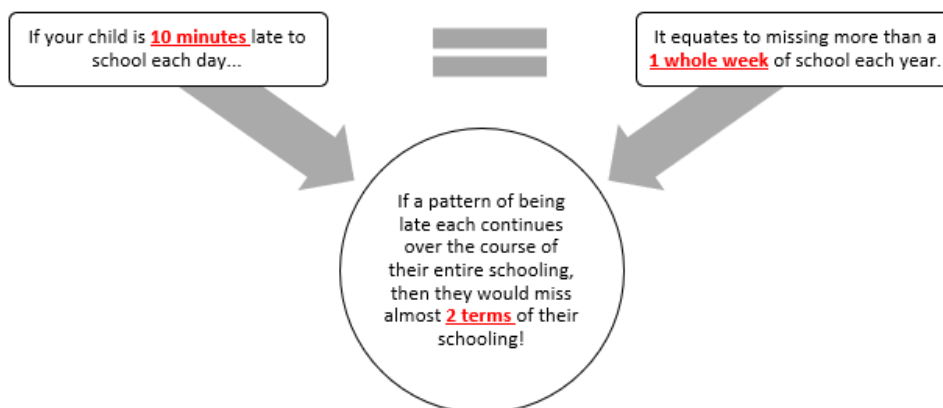 If your child is 10 minutes late to
school each day...
It equates to missing more than a
1 whole week of school each year.
If a pattern of being
late each continues
over the course of
their entire schooling,
then they would miss
almost 2 terms of their
schooling!